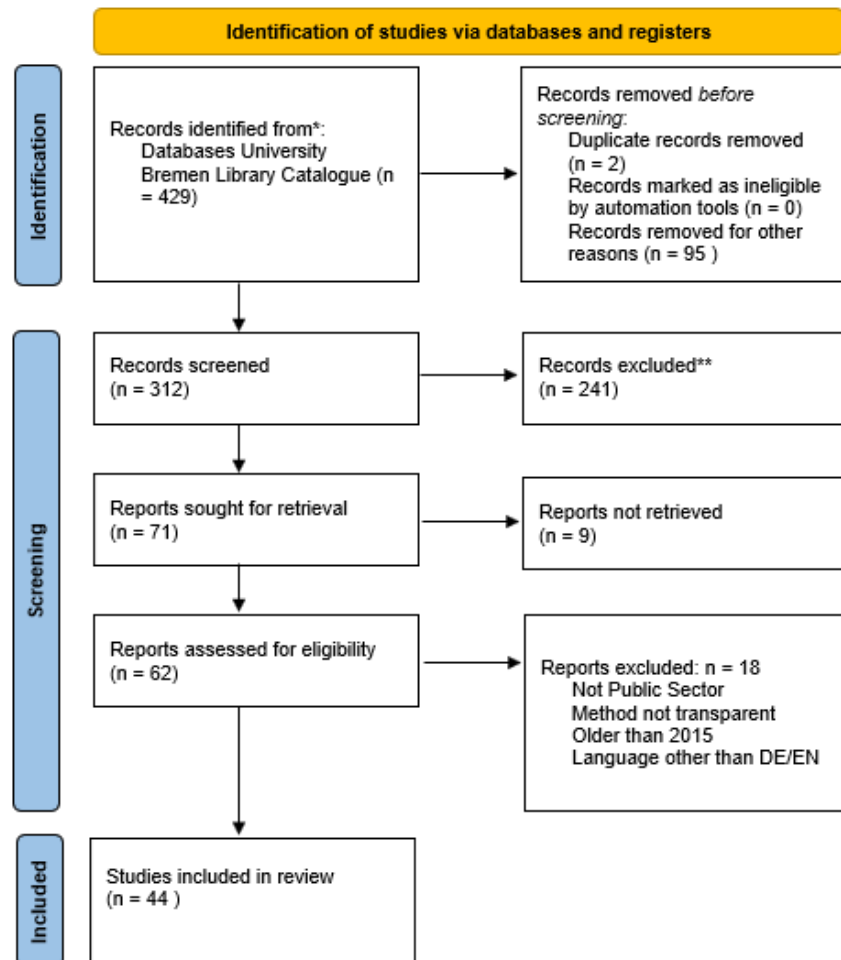 Identification of studies via databases and registers
Identification
Records identified from*:
Databases University
Bremen Library Catalogue (n
= 429)
Records removed before
screening:
Duplicate records removed
(n = 2)
Records marked as ineligible
by automation tools (n = 0)
Records removed for other
reasons (n = 95 )
Screening
Records screened
(n = 312)
Records excluded**
(n = 241)
Reports sought for retrieval
(n = 71)
Reports not retrieved
(n = 9)
Reports assessed for eligibility
(n = 62)
Reports excluded: n = 18
Not Public Sector
Method not transparent
Older than 2015
Language other than DE/EN
Included
Studies included in review
(n = 44 )